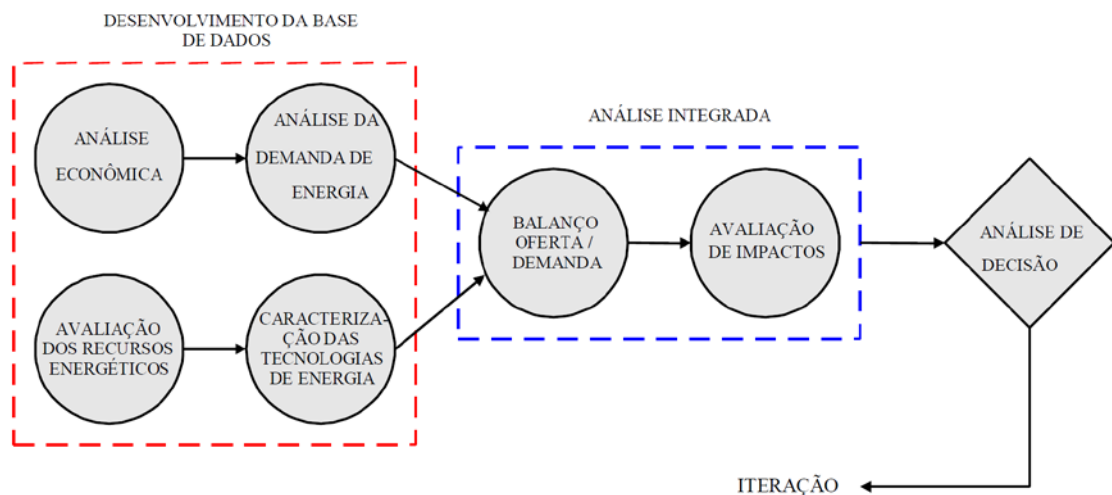 DESENVOLVIMENTO DA BASE
DE DADOS
ANÁLISE
ECONÔMICA
ANÁLISE DA
DEMANDA DE
ENERGIA
AVALIAÇÃO
DOS RECURSOS
ENERGÉTICOS
CARACTERIZA-
ÇÃO DAS
TECNOLOGIAS
DE ENERGIA
ANÁLISE INTEGRADA
BALANÇO
OFERTA /
DEMANDA
AVALIAÇÃO
DE IMPACTOS
ANÁLISE DE
DECISÃO
ITERAÇÃO